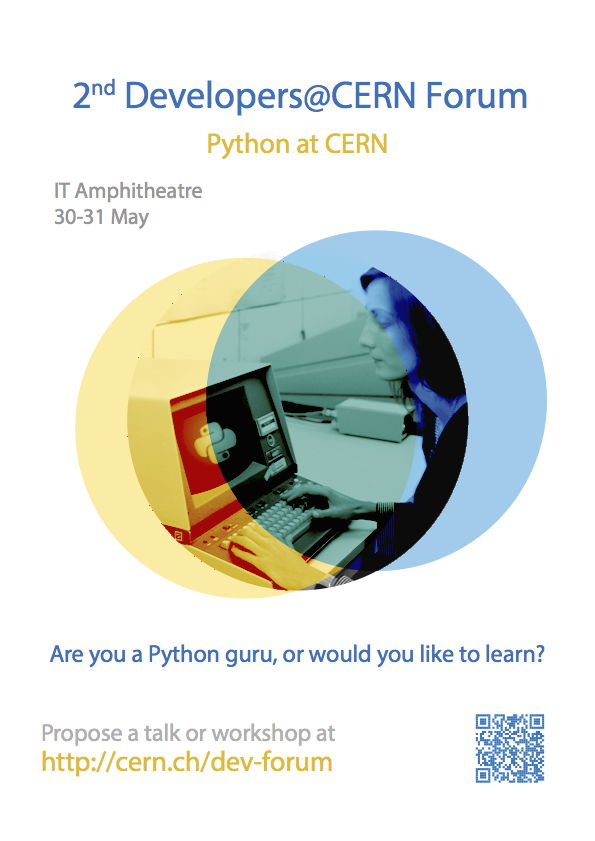 2nd Developers@CERN Forum
Python at CERN
IT Amphitheatre
30-31 May
Are you a Python guru, or would you like to learn?
Propose a talk or workshop at
http://cern.ch/dev-forum